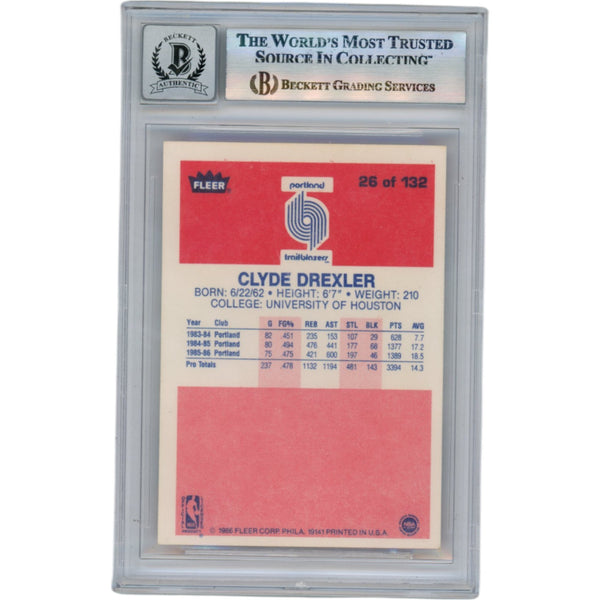 BECKETT
B
AUTHENTIC
THE WORLD'S MOST TRUSTED
SOURCE IN COLLECTING™
B BECKETT GRADING SERVICES
FLEER
portland
26 of 132
trailblazers
CLYDE DREXLER
BORN: 6/22/62 • HEIGHT: 6'7" • WEIGHT: 210
COLLEGE: UNIVERSITY OF HOUSTON
Year Club G FG% REB AST STL BLK PTS AVG
1983-84 Portland 82 .451 235 153 107 29 628 7.7
1984-85 Portland 80 .494 476 441 177 68 1377 17.2
1985-86 Portland 75 .475 421 600 197 46 1389 18.5
Pro Totals 237 .478 1132 1194 481 143 3394 14.3
© 1986 FLEER CORP. PHILA. 19141 PRINTED IN U.S.A.